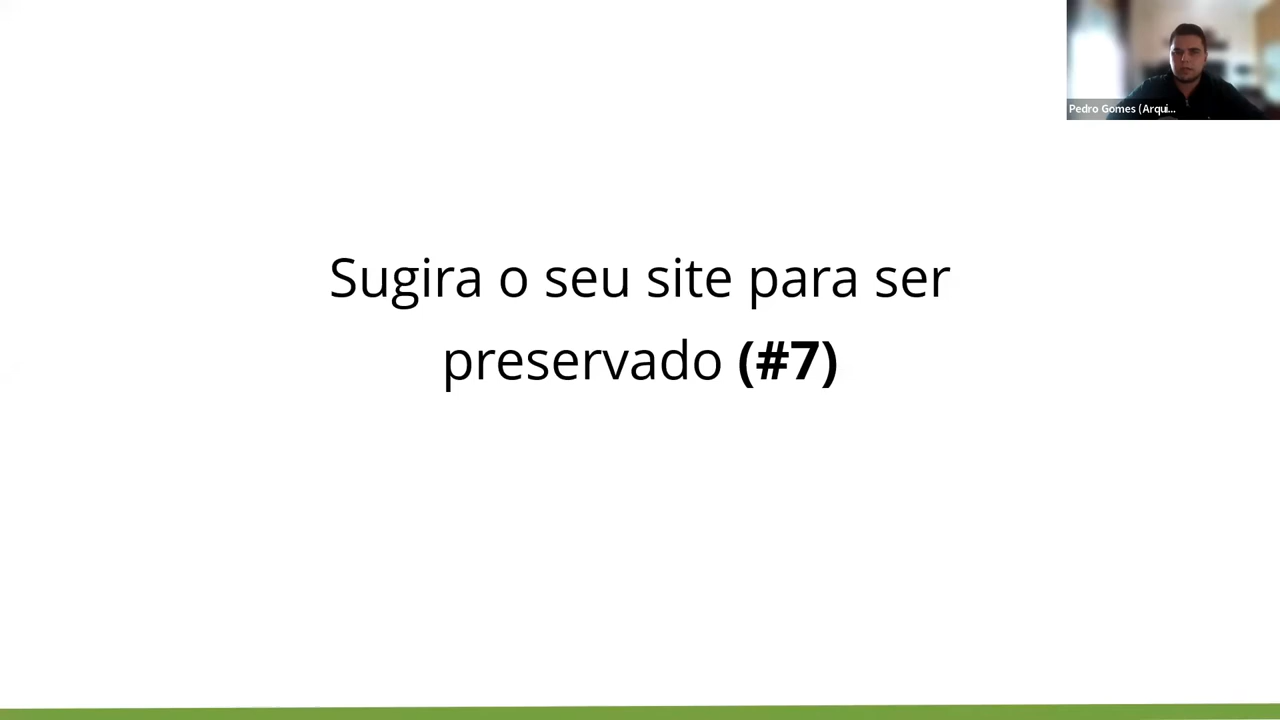 Pedro Gomes (Arqui...
Sugira o seu site para ser
preservado (#7)